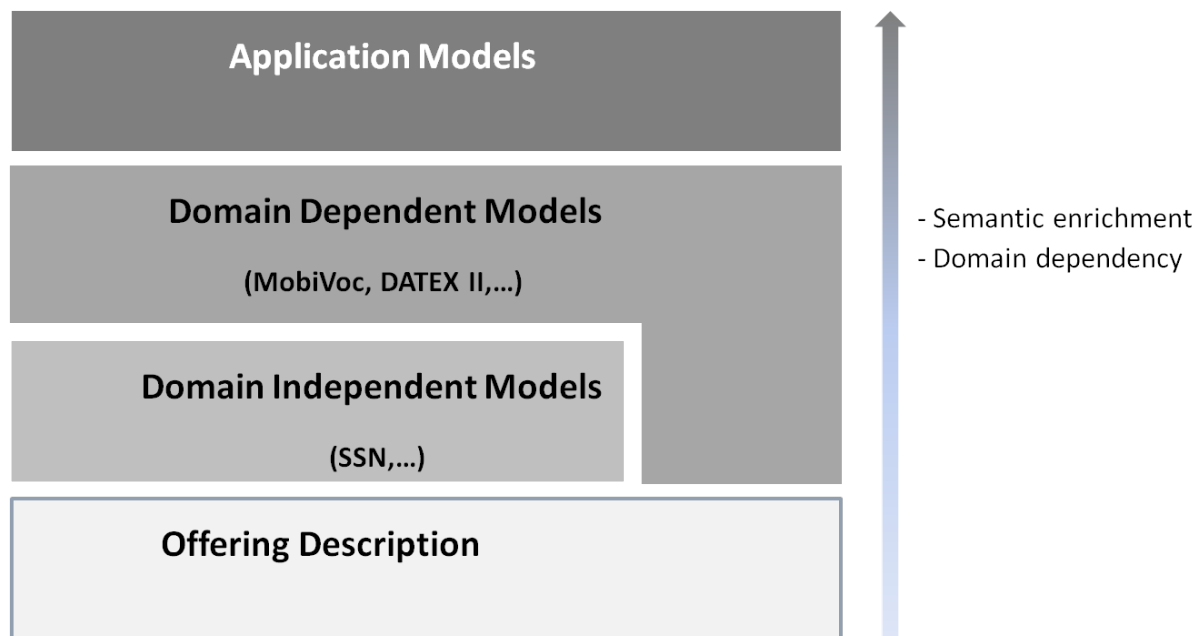 Application Models
Domain Dependent Models
(MobiVoc, DATEX II,...)
- Semantic enrichment
- Domain dependency
Domain Independent Models
(SSN,...)
Offering Description